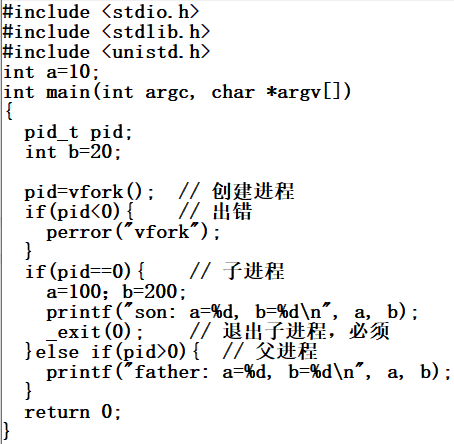 #include <stdio.h>
#include <stdlib.h>
#include <unistd.h>
int a=10;
int main(int argc, char *argv[])
{
  pid_t pid;
  int b=20;

  pid=vfork();  // 创建进程
  if(pid<0){    // 出错
    perror("vfork");
  }
  if(pid==0){    // 子进程
    a=100；b=200;
    printf("son: a=%d, b=%d\n", a, b);
    _exit(0);    // 退出子进程，必须
  }else if(pid>0){  // 父进程
    printf("father: a=%d, b=%d\n", a, b);
  }
  return 0;
}